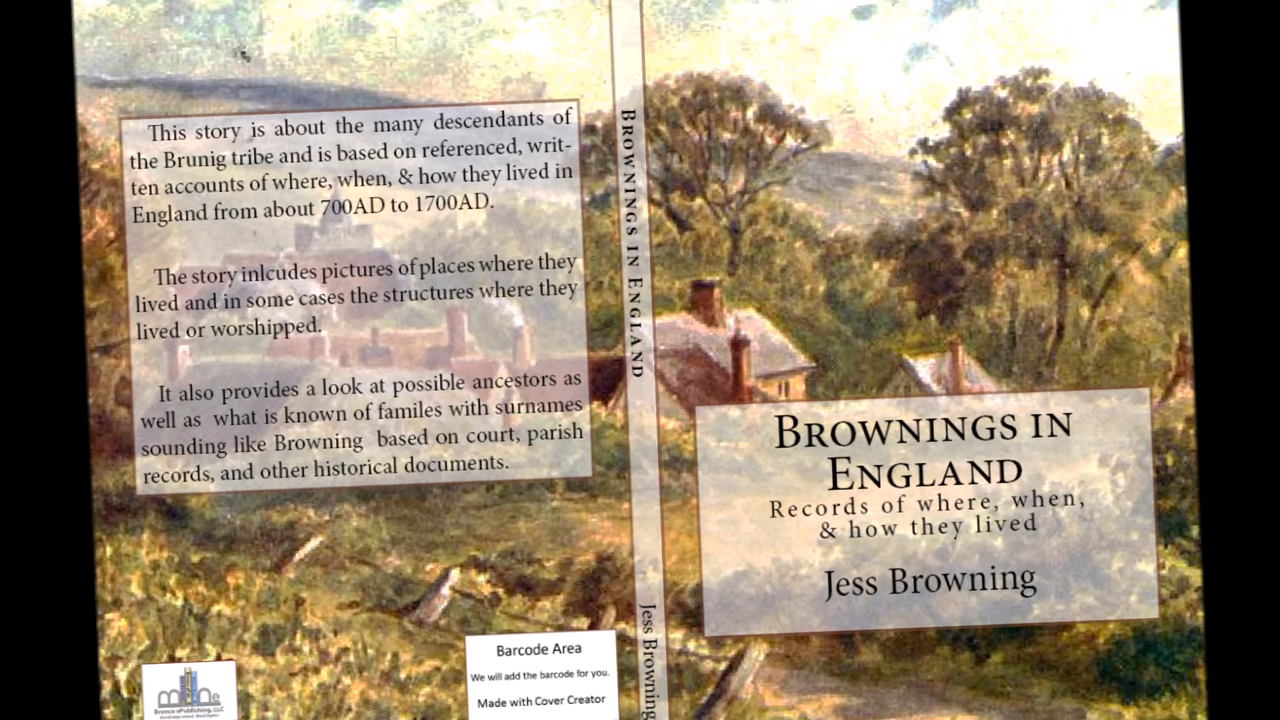 This story is about the many descendants of
the Brunig tribe and is based on referenced, writ-
ten accounts of where, when, & how they lived in
England from about 700AD to 1700AD.
The story inlcudes pictures of places where they
lived and in some cases the structures where they
lived or worshipped.
It also provides a look at possible ancestors as
well as what is known of familes with surnames
sounding like Browning based on court, parish
records, and other historical documents.
Bronco ePublishing, LLC
Barcode Area
We will add the barcode for you.
Made with Cover Creator
BROWNINGS IN ENGLAND
Jess Browning
BROWNINGS IN
ENGLAND
Records of where, when,
& how they lived
Jess Browning